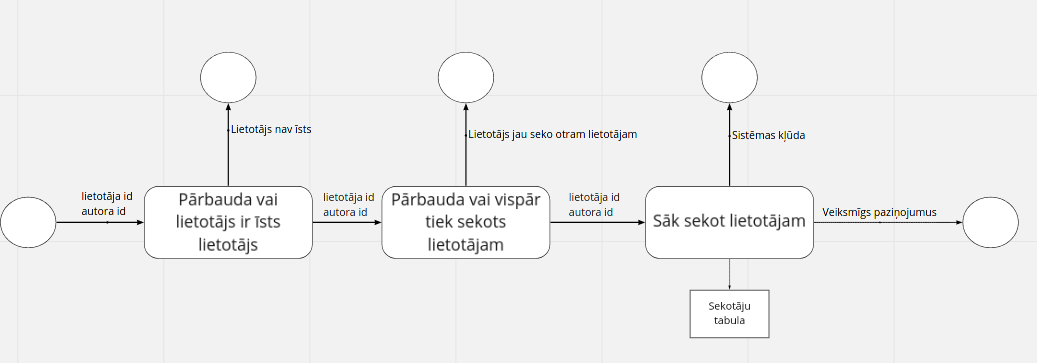 Lietotājs nav īsts
Lietotājs jau seko otram lietotājam
Sistēmas kļūda
lietotāja id
autora id
Pārbauda vai
lietotājs ir īsts
lietotājs
lietotāja id
autora id
Pārbauda vai vispār
tiek sekots
lietotājam
lietotāja id
autora id
Sāk sekot lietotājam
Veiksmīgs paziņojumus
Sekotāju
tabula